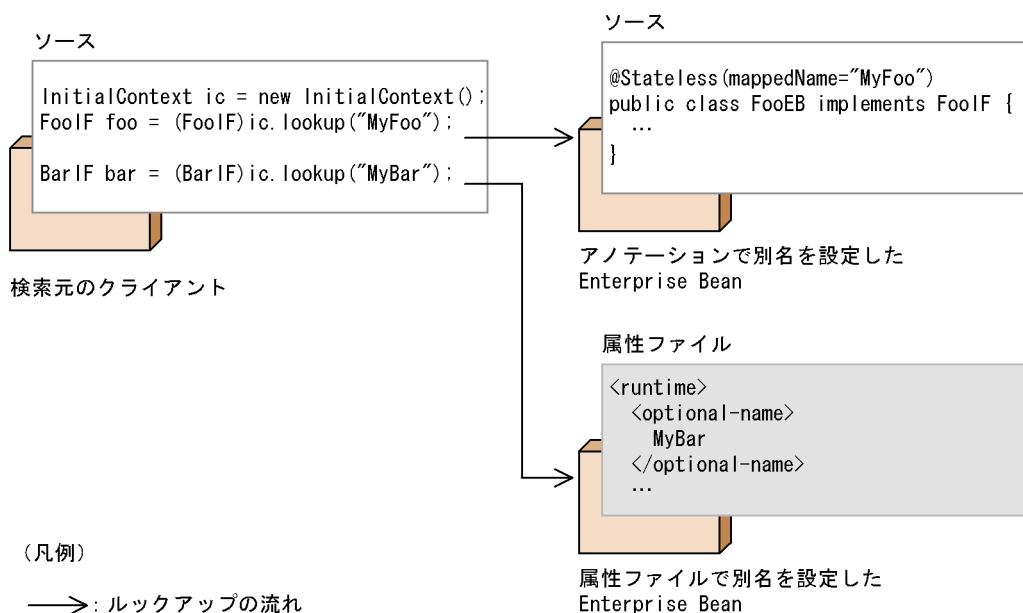 ソース
InitialContext ic = new InitialContext();
FooIF foo = (FooIF)ic.lookup("MyFoo");
BarIF bar = (BarIF)ic.lookup("MyBar");
検索元のクライアント
ソース
@Stateless(mappedName="MyFoo")
public class FooEB implements FooIF {
...
}
アノテーションで別名を設定した
Enterprise Bean
属性ファイル
<runtime>
<optional-name>
MyBar
</optional-name>
...
属性ファイルで別名を設定した
Enterprise Bean
(凡例)
:ルックアップの流れ